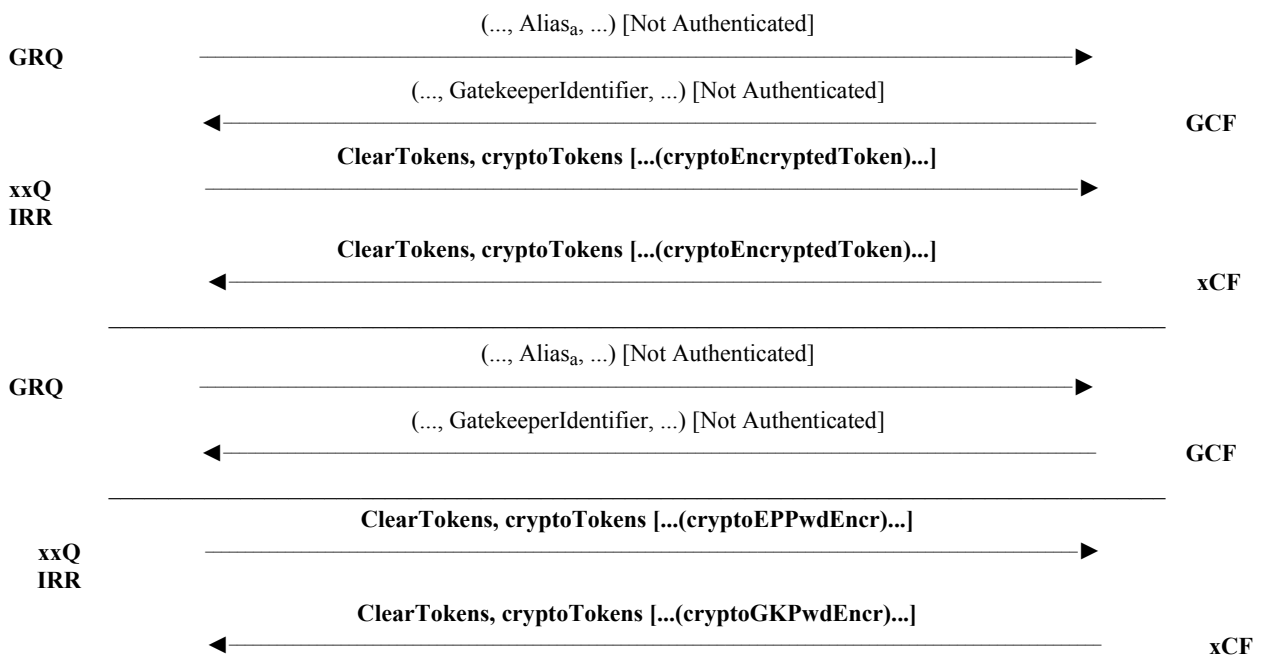 (..., Aliasa, ...) [Not Authenticated]
GRQ
(..., GatekeeperIdentifier, ...) [Not Authenticated]
GCF
ClearTokens, cryptoTokens [...(cryptoEncryptedToken)...]
xxQ
IRR
ClearTokens, cryptoTokens [...(cryptoEncryptedToken)...]
xCF
(..., Aliasa, ...) [Not Authenticated]
GRQ
(..., GatekeeperIdentifier, ...) [Not Authenticated]
GCF
ClearTokens, cryptoTokens [...(cryptoEPPwdEncr)...]
xxQ
IRR
ClearTokens, cryptoTokens [...(cryptoGKPwdEncr)...]
xCF